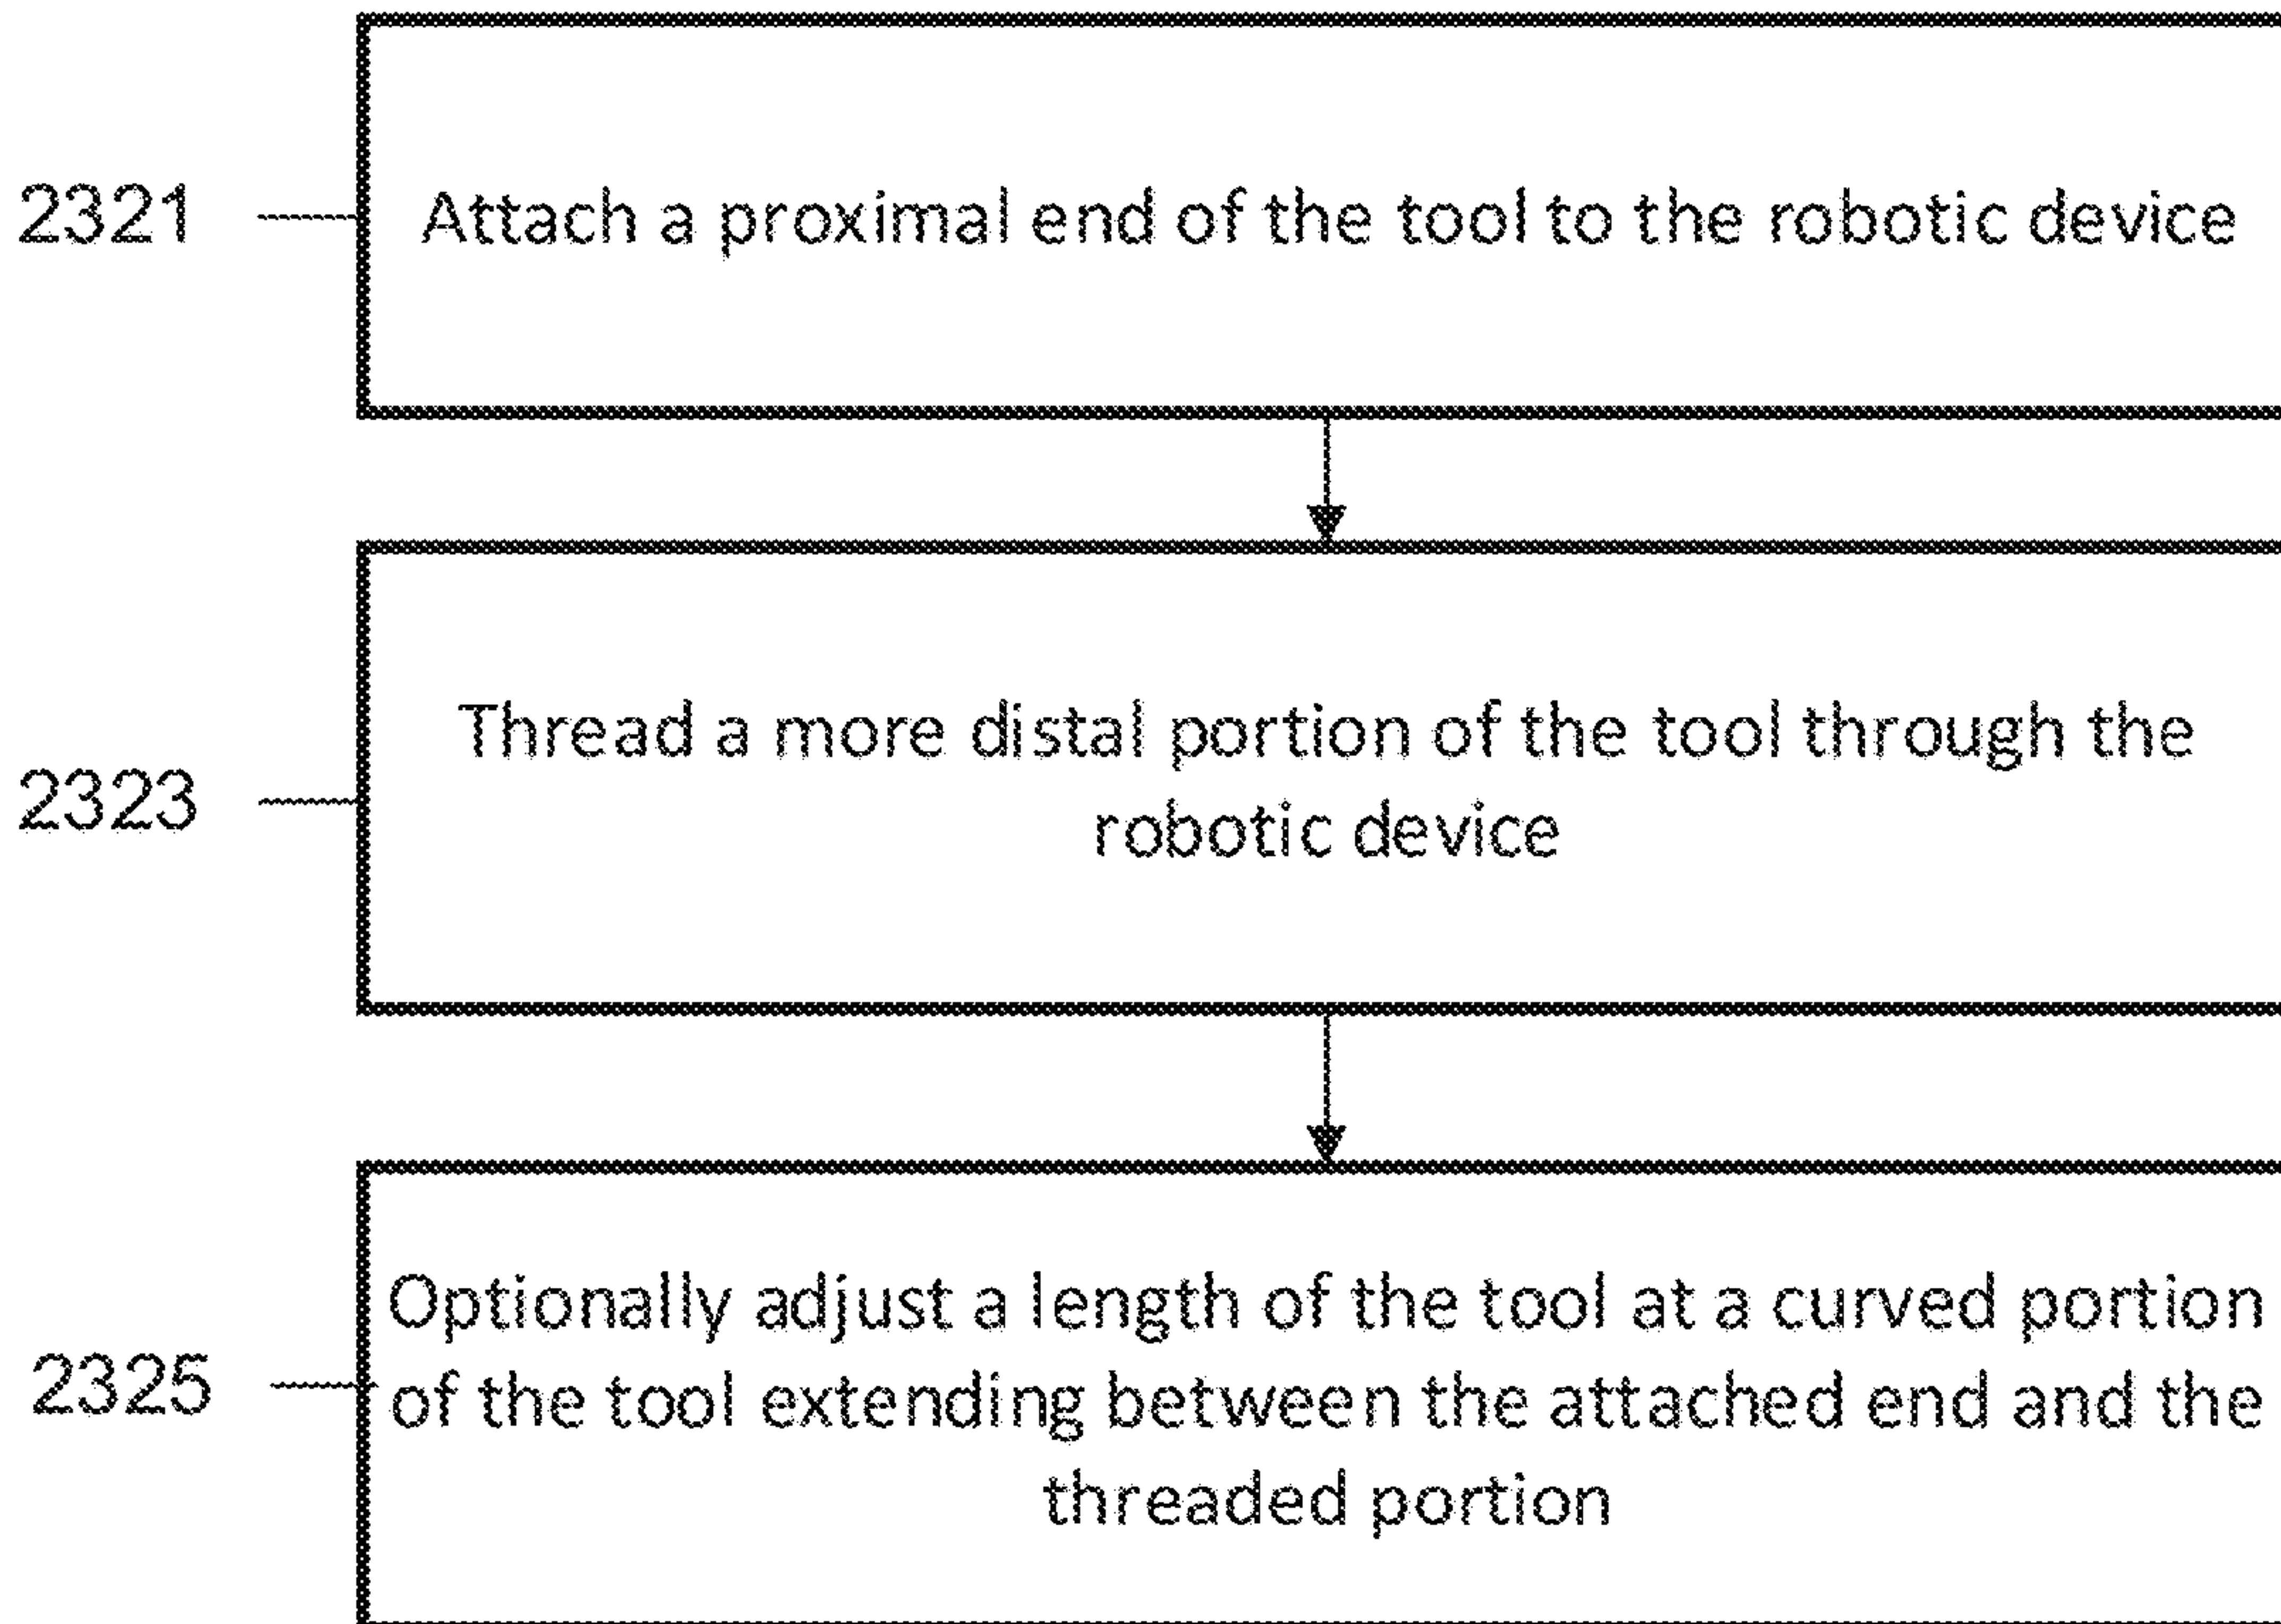 2321
Attach a proximal end of the tool to the robotic device
2323
Thread a more distal portion of the tool through the
robotic device
2325
Optionally adjust a length of the tool at a curved portion
of the tool extending between the attached end and the
threaded portion